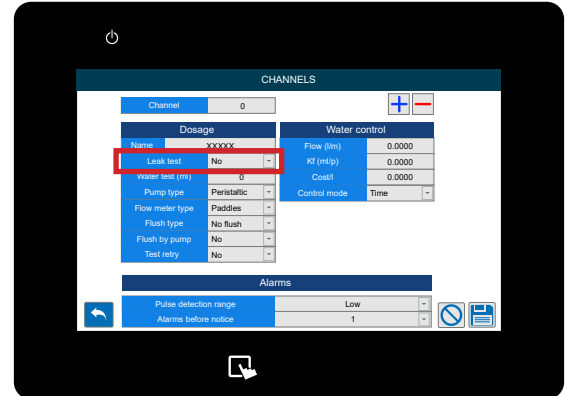 CHANNELS
Channel 0
Dosage
Name XXXXX
Leak test No
Water test (ml) 0
Pump type Peristaltic
Flow meter type Paddles
Flush type No flush
Flush by pump No
Test retry No
Water control
Flow (l/m) 0.0000
Kf (ml/p) 0.0000
Cost/l 0.0000
Control mode Time
Alarms
Pulse detection range Low
Alarms before notice 1